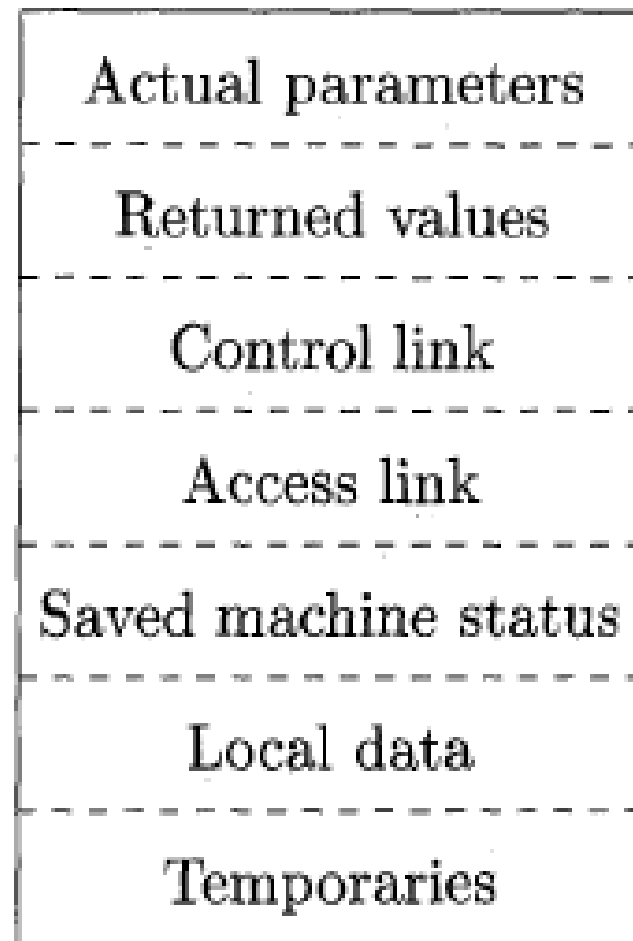 Actual parameters
Returned values
Control link
Access link
Saved machine status
Local data
Temporaries